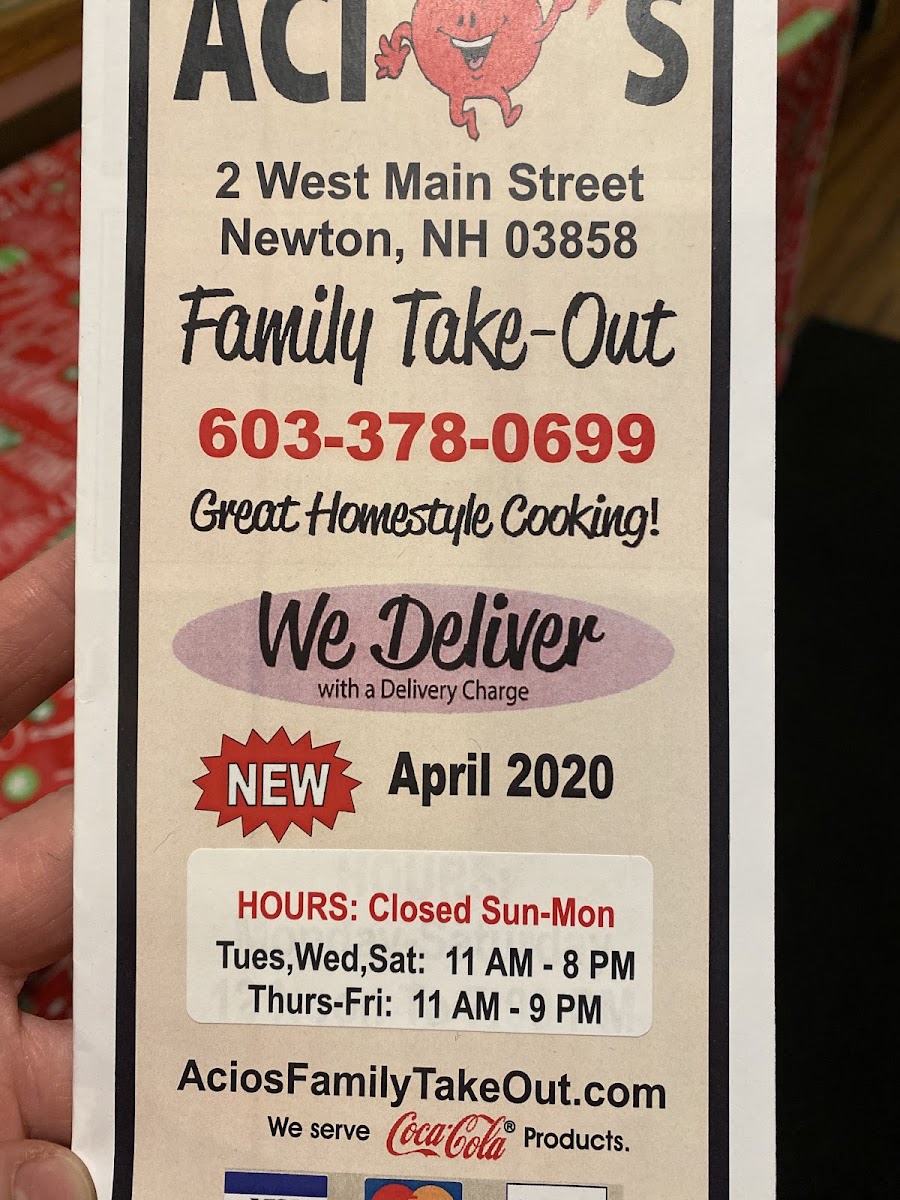 ACIO'S
2 West Main Street
Newton, NH 03858
Family Take-Out
603-378-0699
Great Homestyle Cooking!
We Deliver
with a Delivery Charge
NEW
April 2020
HOURS: Closed Sun-Mon
Tues,Wed,Sat: 11 AM - 8 PM
Thurs-Fri: 11 AM - 9 PM
AciosFamilyTakeOut.com
We serve Coca-Cola® Products.